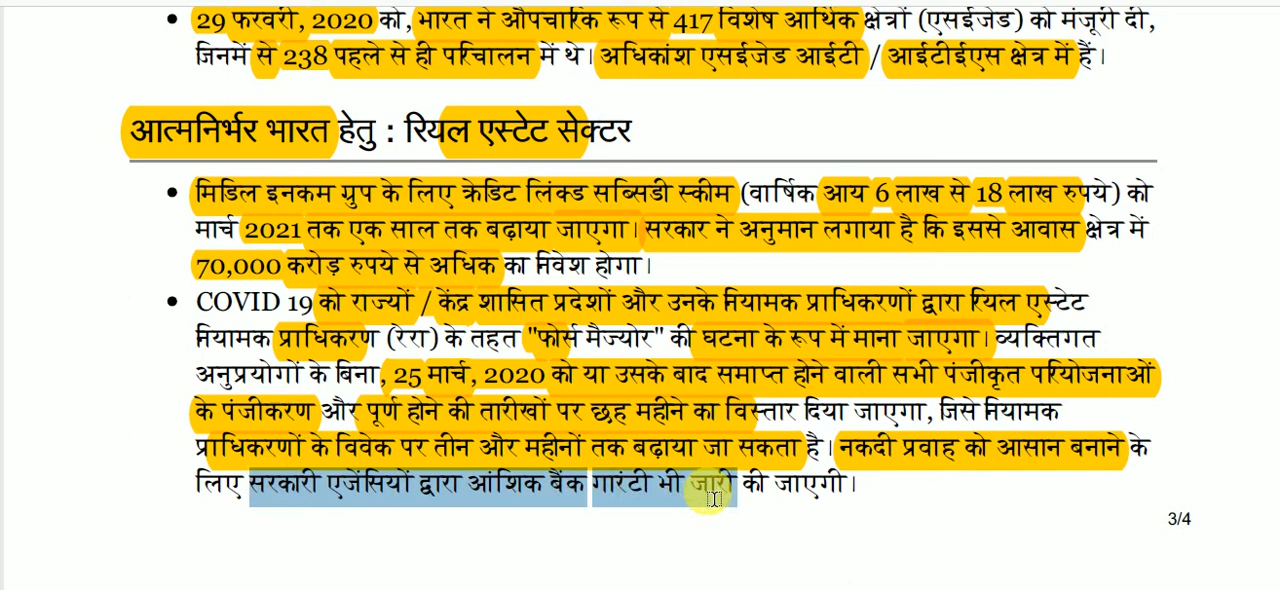 29 फरवरी, 2020 को, भारत ने औपचारिक रूप से 417 विशेष आर्थिक क्षेत्रों (एसईजेड) को मंजूरी दी,
जिनमें से 238 पहले से ही परिचालन में थे। अधिकांश एसईजेड आईटी / आईटीईएस क्षेत्र में हैं।
आत्मनिर्भर भारत हेतु : रियल एस्टेट सेक्टर
मिडिल इनकम ग्रुप के लिए क्रेडिट लिंक्ड सब्सिडी स्कीम (वार्षिक आय 6 लाख से 18 लाख रुपये) को
मार्च 2021 तक एक साल तक बढ़ाया जाएगा। सरकार ने अनुमान लगाया है कि इससे आवास क्षेत्र में
70,000 करोड़ रुपये से अधिक का निवेश होगा।
COVID 19 को राज्यों / केंद्र शासित प्रदेशों और उनके नियामक प्राधिकरणों द्वारा रियल एस्टेट
नियामक प्राधिकरण (रेरा) के तहत "फोर्स मैज्योर" की घटना के रूप में माना जाएगा। व्यक्तिगत
अनुप्रयोगों के बिना, 25 मार्च, 2020 को या उसके बाद समाप्त होने वाली सभी पंजीकृत परियोजनाओं
के पंजीकरण और पूर्ण होने की तारीखों पर छह महीने का विस्तार दिया जाएगा, जिसे नियामक
प्राधिकरणों के विवेक पर तीन और महीनों तक बढ़ाया जा सकता है। नकदी प्रवाह को आसान बनाने के
लिए सरकारी एजेंसियों द्वारा आंशिक बैंक गारंटी भी जारी की जाएगी।
3/4